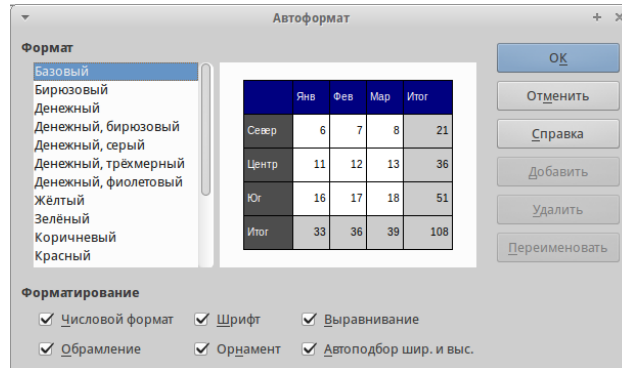 Автоформат
Формат
Базовый
Бирюзовый
Денежный
Денежный, бирюзовый
Денежный, серый
Денежный, трёхмерный
Денежный, фиолетовый
Жёлтый
Зелёный
Коричневый
Красный
Янв Фев Мар Итог
Север 6 7 8 21
Центр 11 12 13 36
Юг 16 17 18 51
Итог 33 36 39 108
OK
Отменить
Справка
Добавить
Удалить
Переименовать
Форматирование
Числовой формат Шрифт Выравнивание
Обрамление Орнамент Автоподбор шир. и выс.